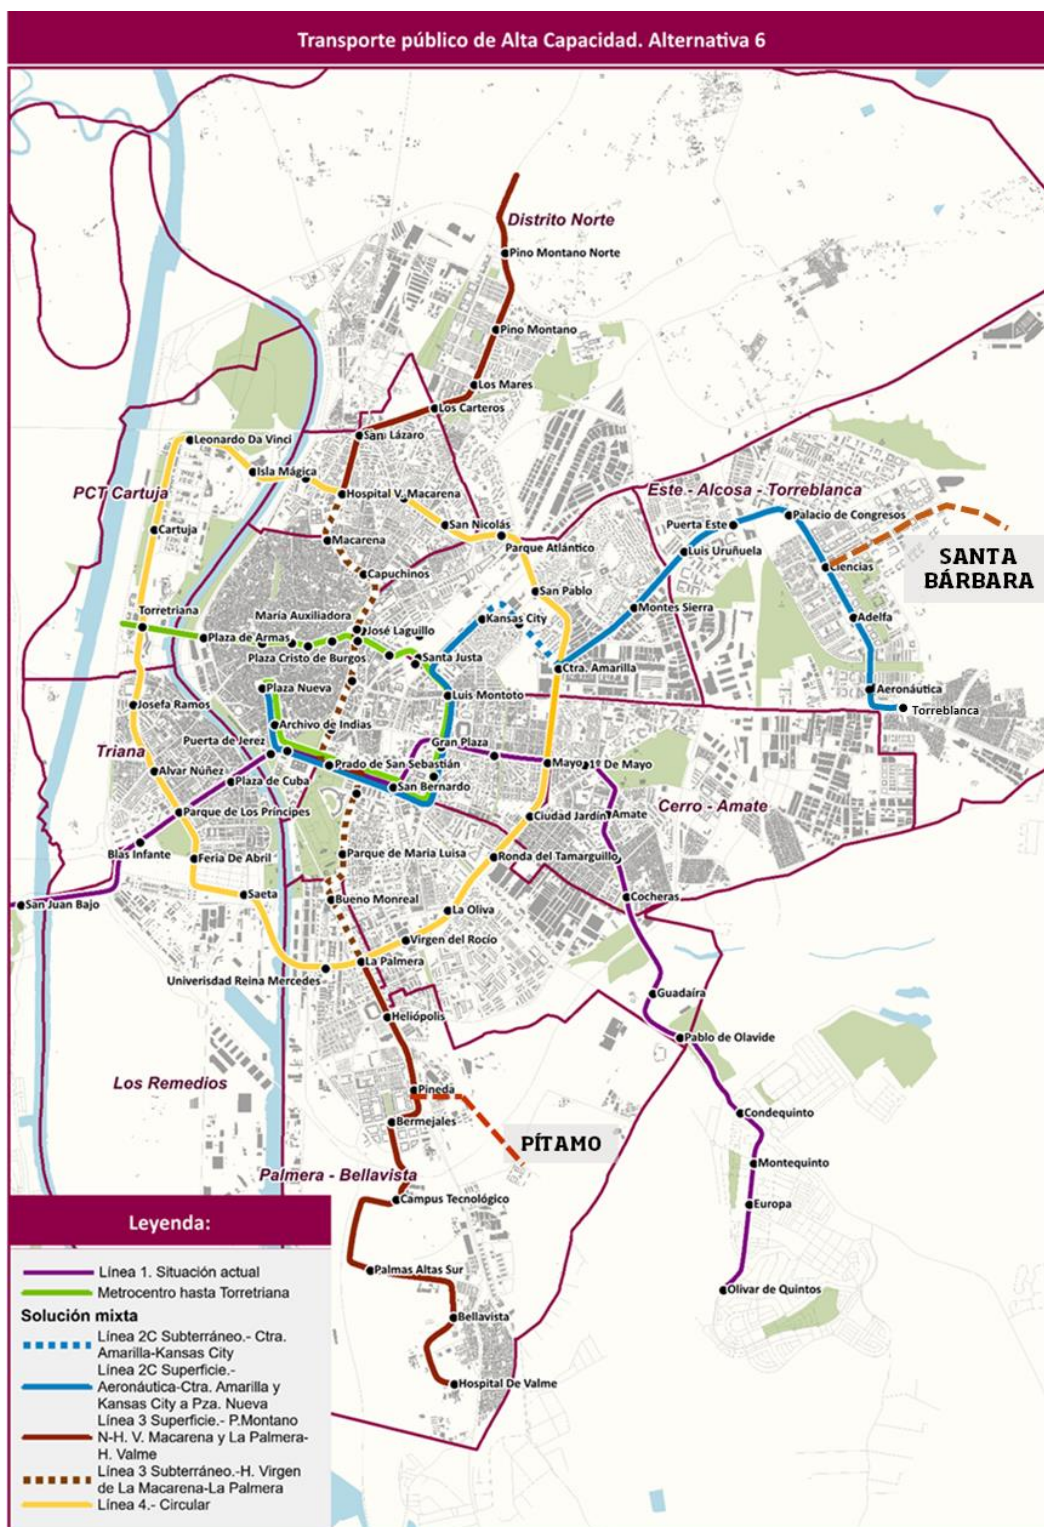 Transporte público de Alta Capacidad. Alternativa 6
Distrito Norte
Pino Montano Norte
Pino Montano
Los Mares
Los Carteros
San Lázaro
Leonardo Da Vinci
Isla Mágica
PCT Cartuja
Hospital V. Macarena
Este - Alcosa - Torreblanca
Cartuja
San Nicolás
Puerta Este
Palacio de Congresos
Macarena
Parque Atlántico
Luis Uruñuela
SANTA
BÁRBARA
Ciencias
Capuchinos
San Pablo
Torretriana
María Auxiliadora
Kansas City
Montes Sierra
Adelfa
José Laguillo
Plaza de Armas
Plaza Cristo de Burgos
Santa Justa
Ctra. Amarilla
Plaza Nueva
Luis Montoto
Aeronáutica
Josefa Ramos
Torreblanca
Archivo de Indias
Triana
Puerta de Jerez
Gran Plaza
Alvar Núñez
Prado de San Sebastián
Mayo
1º De Mayo
Plaza de Cuba
San Bernardo
Cerro - Amate
Parque de Los Príncipes
Ciudad Jardín
Amate
Blas Infante
Feria De Abril
Parque de Maria Luisa
Ronda del Tamarguillo
Saeta
Bueno Monreal
Cocheras
San Juan Bajo
La Oliva
Virgen del Rocío
La Palmera
Univerisdad Reina Mercedes
Guadaíra
Heliópolis
Pablo de Olavide
Los Remedios
Pineda
Condequinto
Bermejales
PÍTAMO
Montequinto
Palmera - Bellavista
Campus Tecnológico
Europa
Palmas Altas Sur
Olivar de Quintos
Bellavista
Hospital De Valme
Leyenda:
Línea 1. Situación actual
Metrocentro hasta Torretriana
Solución mixta
Línea 2C Subterráneo.- Ctra.
Amarilla-Kansas City
Línea 2C Superficie.-
Aeronáutica-Ctra. Amarilla y
Kansas City a Pza. Nueva
Línea 3 Superficie.- P.Montano
N-H. V. Macarena y La Palmera-
H. Valme
Línea 3 Subterráneo.-H. Virgen
de La Macarena-La Palmera
Línea 4.- Circular